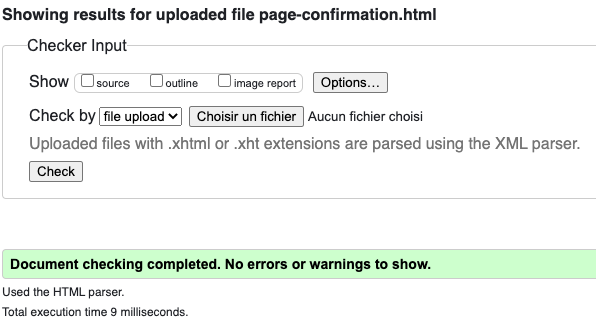 Showing results for uploaded file page-confirmation.html
Checker Input
Show source outline image report Options...
Check by file upload Choisir un fichier Aucun fichier choisi
Uploaded files with .xhtml or .xht extensions are parsed using the XML parser.
Check
Document checking completed. No errors or warnings to show.
Used the HTML parser.
Total execution time 9 milliseconds.